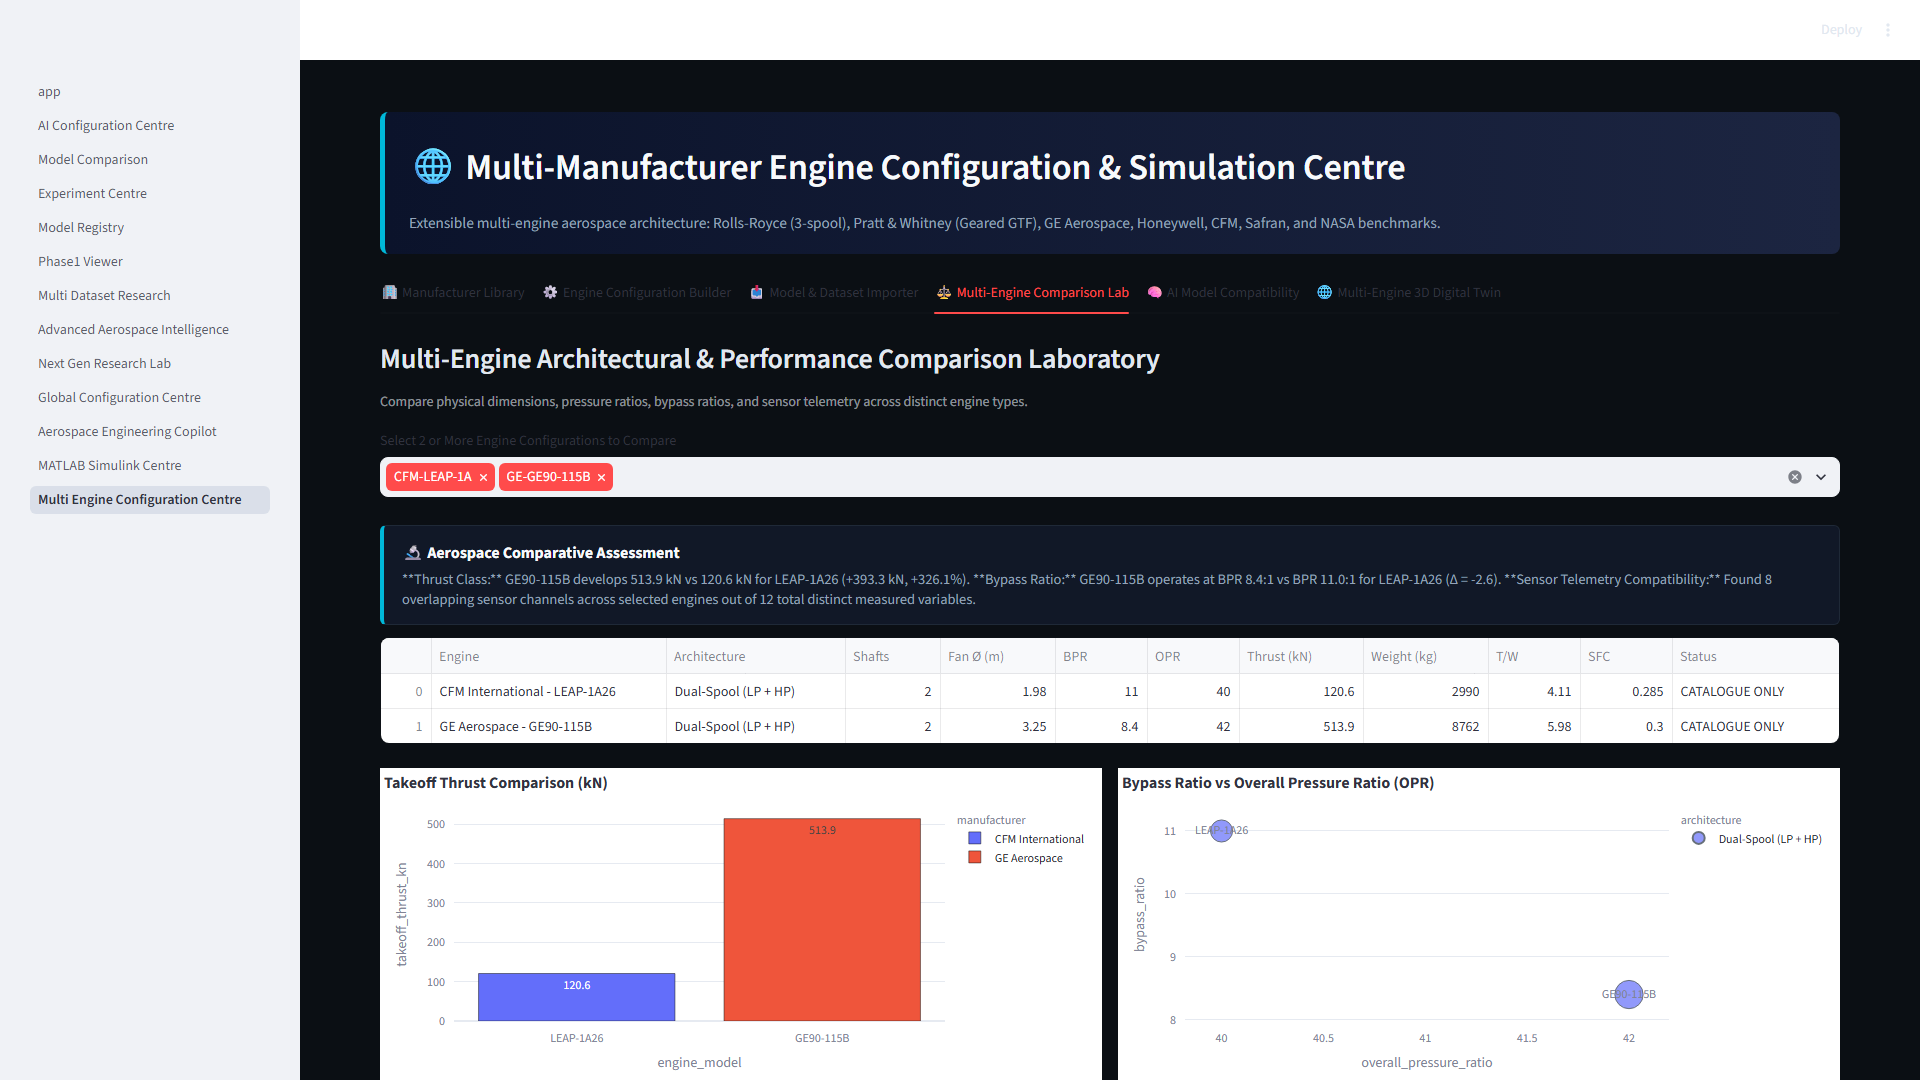 Deploy
app
AI Configuration Centre
Model Comparison
Experiment Centre
Model Registry
Phase1 Viewer
Multi Dataset Research
Advanced Aerospace Intelligence
Next Gen Research Lab
Global Configuration Centre
Aerospace Engineering Copilot
MATLAB Simulink Centre
Multi Engine Configuration Centre
Multi-Manufacturer Engine Configuration & Simulation Centre
Extensible multi-engine aerospace architecture: Rolls-Royce (3-spool), Pratt & Whitney (Geared GTF), GE Aerospace, Honeywell, CFM, Safran, and NASA benchmarks.
Manufacturer Library Engine Configuration Builder Model & Dataset Importer Multi-Engine Comparison Lab AI Model Compatibility Multi-Engine 3D Digital Twin
Multi-Engine Architectural & Performance Comparison Laboratory
Compare physical dimensions, pressure ratios, bypass ratios, and sensor telemetry across distinct engine types.
Select 2 or More Engine Configurations to Compare
CFM-LEAP-1A GE-GE90-115B
Aerospace Comparative Assessment
**Thrust Class:** GE90-115B develops 513.9 kN vs 120.6 kN for LEAP-1A26 (+393.3 kN, +326.1%). **Bypass Ratio:** GE90-115B operates at BPR 8.4:1 vs BPR 11.0:1 for LEAP-1A26 (Δ = -2.6). **Sensor Telemetry Compatibility:** Found 8
overlapping sensor channels across selected engines out of 12 total distinct measured variables.
Engine Architecture Shafts Fan Ø (m) BPR OPR Thrust (kN) Weight (kg) T/W SFC Status
0 CFM International - LEAP-1A26 Dual-Spool (LP + HP) 2 1.98 11 40 120.6 2990 4.11 0.285 CATALOGUE ONLY
1 GE Aerospace - GE90-115B Dual-Spool (LP + HP) 2 3.25 8.4 42 513.9 8762 5.98 0.3 CATALOGUE ONLY
Takeoff Thrust Comparison (kN)
takeoff_thrust_kn
500
400
300
200
100
0
513.9
120.6
LEAP-1A26 GE90-115B
engine_model
manufacturer
CFM International
GE Aerospace
Bypass Ratio vs Overall Pressure Ratio (OPR)
bypass_ratio
11
10
9
8
LEAP-1A26
GE90-115B
40 40.5 41 41.5 42
overall_pressure_ratio
architecture
Dual-Spool (LP + HP)